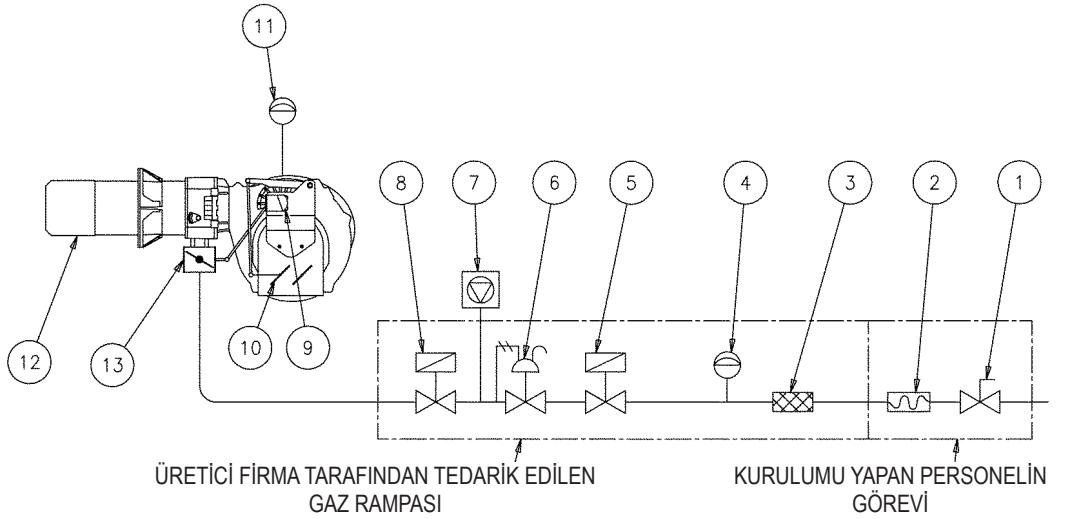 11
8 7 6 5 4 3 2 1
12 13 10 9
ÜRETİCİ FİRMA TARAFINDAN TEDARİK EDİLEN
GAZ RAMPASI
KURULUMU YAPAN PERSONELİN
GÖREVİ